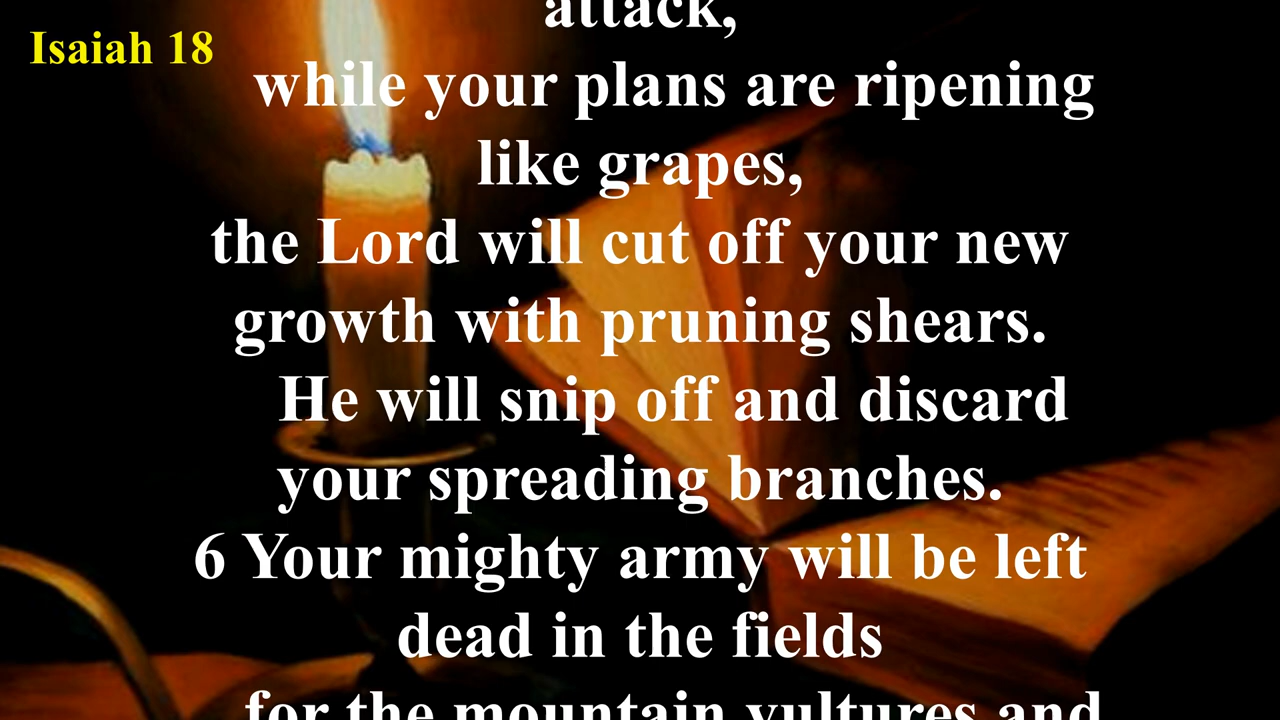 Isaiah 18
attack,
while your plans are ripening
like grapes,
the Lord will cut off your new
growth with pruning shears.
He will snip off and discard
your spreading branches.
6 Your mighty army will be left
dead in the fields
for the mountain vultures and